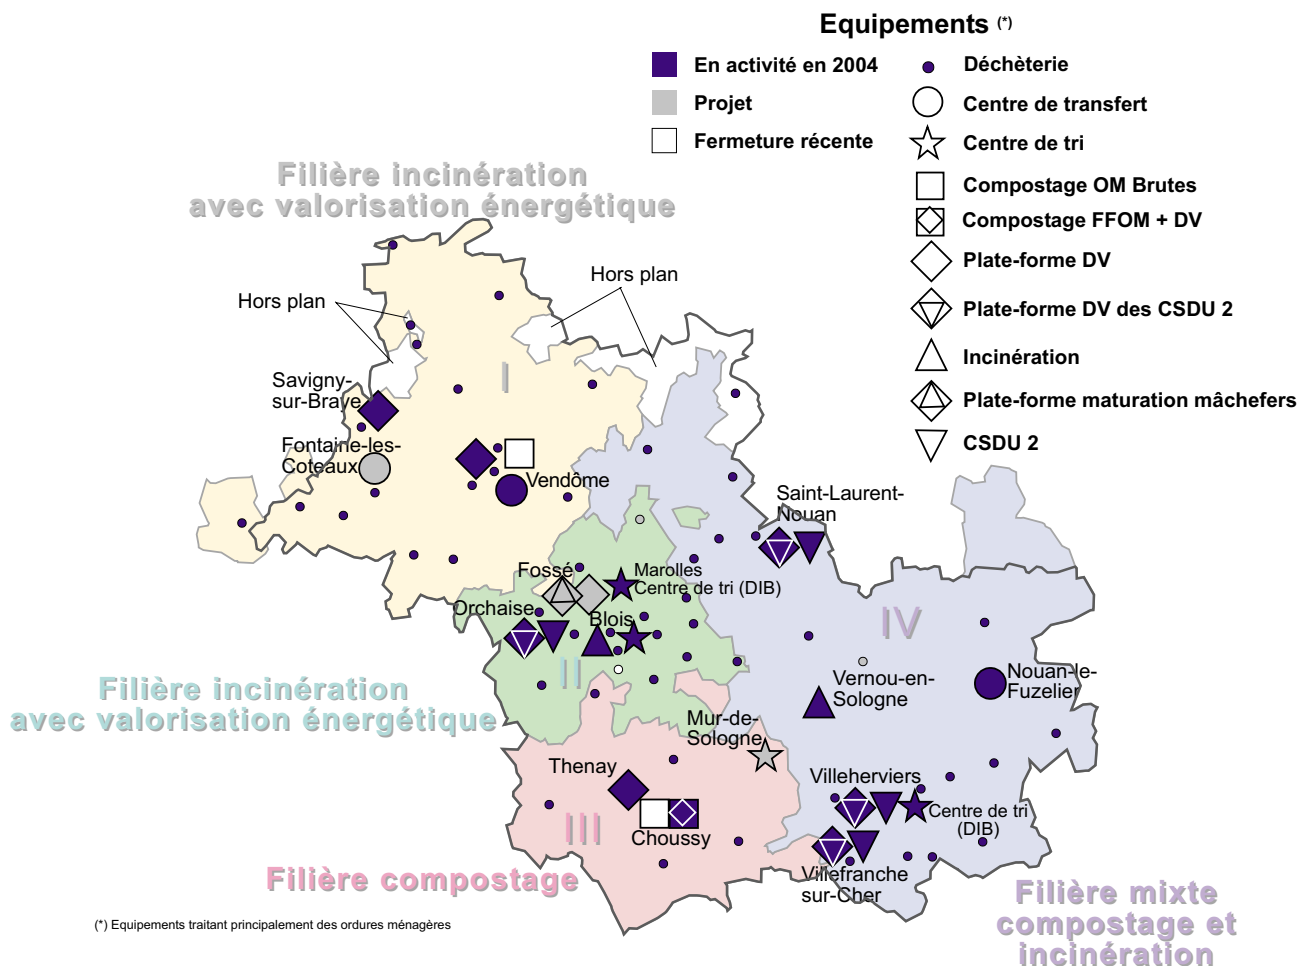 Equipements (*)
En activité en 2004
Projet
Fermeture récente
Déchèterie
Centre de transfert
Centre de tri
Compostage OM Brutes
Compostage FFOM + DV
Plate-forme DV
Plate-forme DV des CSDU 2
Incinération
Plate-forme maturation mâchefers
CSDU 2
Filière incinération
avec valorisation énergétique
Hors plan
Hors plan
I
Savigny-
sur-Braye
Fontaine-les-
Coteaux
Vendôme
Saint-Laurent-
Nouan
Fossé
Marolles
Centre de tri (DIB)
Orchaise
Blois
II
IV
Filière incinération
avec valorisation énergétique
Vernou-en-
Sologne
Nouan-le-
Fuzelier
Mur-de-
Sologne
Thenay
Villeherviers
Centre de tri
(DIB)
III
Choussy
Filière compostage
Villefranche
sur-Cher
Filière mixte
compostage et
incinération
(*) Equipements traitant principalement des ordures ménagères